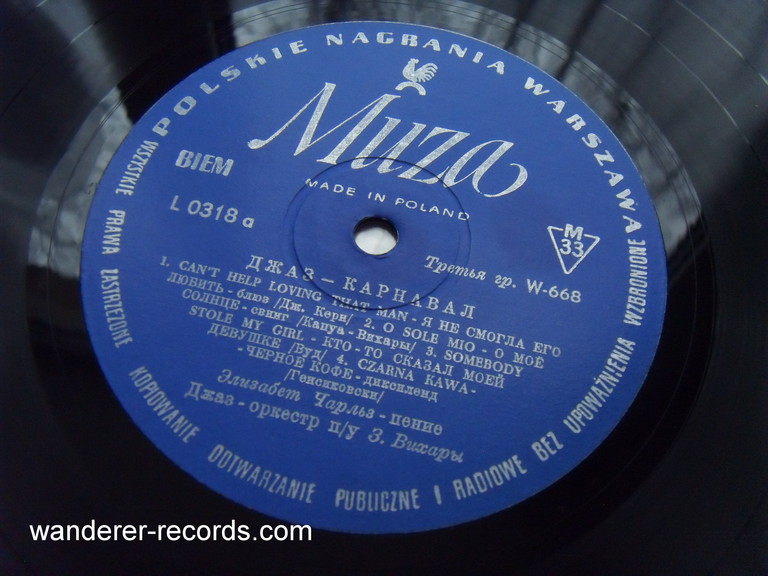 POLSKIE NAGRANIA WARSZAWA
Muza
MADE IN POLAND
BIEM
L 0318 a
M
33
Третья гр. W-668
ДЖАЗ – КАРНАВАЛ
1. CAN'T HELP LOVING THAT MAN - Я НЕ СМОГЛА ЕГО
ЛЮБИТЬ - блюз /Дж. Керн/ 2. O SOLE MIO - О МОЁ
СОЛНЦЕ - свинг /Капуа - Вихары/ 3. SOMEBODY
STOLE MY GIRL - КТО - ТО СКАЗАЛ МОЕЙ
ДЕВУШКЕ /Вуд/ 4. CZARNA KAWA -
- ЧЕРНОЕ КОФЕ - диксиленд
/Генсиковски/
Элизабет Чарльз - пение
Джаз - оркестр п/у З. Вихары
WSZYSTKIE PRAWA ZASTRZEŻONE KOPIOWANIE ODTWARZANIE PUBLICZNE I RADIOWE BEZ UPOWAŻNIENIA WZBRONIONE
wanderer-records.com